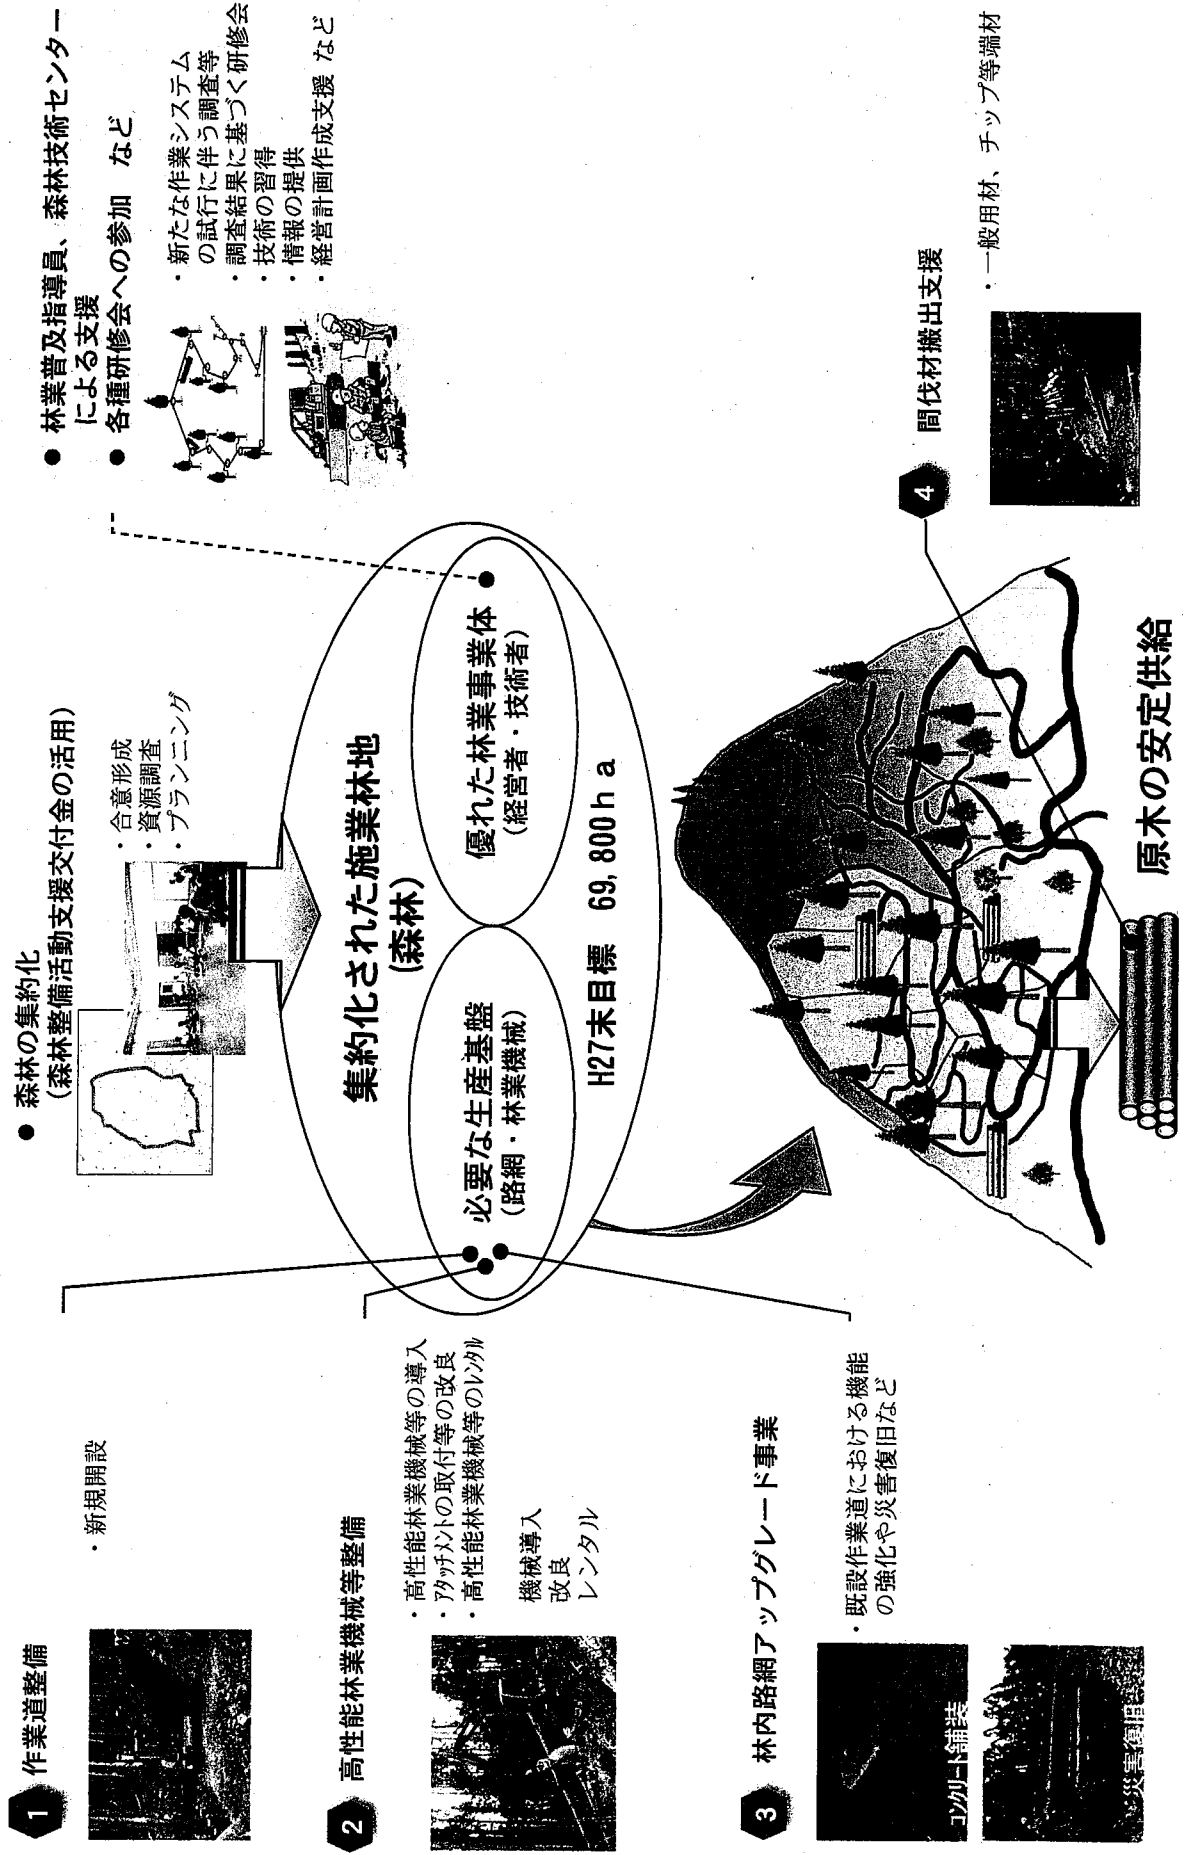 1 作業道整備
・新規開設
2 高性能林業機械等整備
・高性能林業機械等の導入
・アタッチメントの取付等の改良
・高性能林業機械等のレンタル
機械導入
改良
レンタル
3 林内路網アップグレード事業
・既設作業道における機能
の強化や災害復旧など
コンクリート舗装
災害復旧
● 森林の集約化
(森林整備活動支援交付金の活用)
・合意形成
・資源調査
・プランニング
集約化された施業林地
(森林)
必要な生産基盤
(路網・林業機械)
優れた林業事業体
(経営者・技術者)
H27末目標 69,800ha
● 林業普及指導員、森林技術センター
による支援
● 各種研修会への参加 など
・新たな作業システム
の試行に伴う調査等
・調査結果に基づく研修会
・技術の習得
・情報の提供
・経営計画作成支援 など
4 間伐材搬出支援
・一般用材、チップ等端材
原木の安定供給